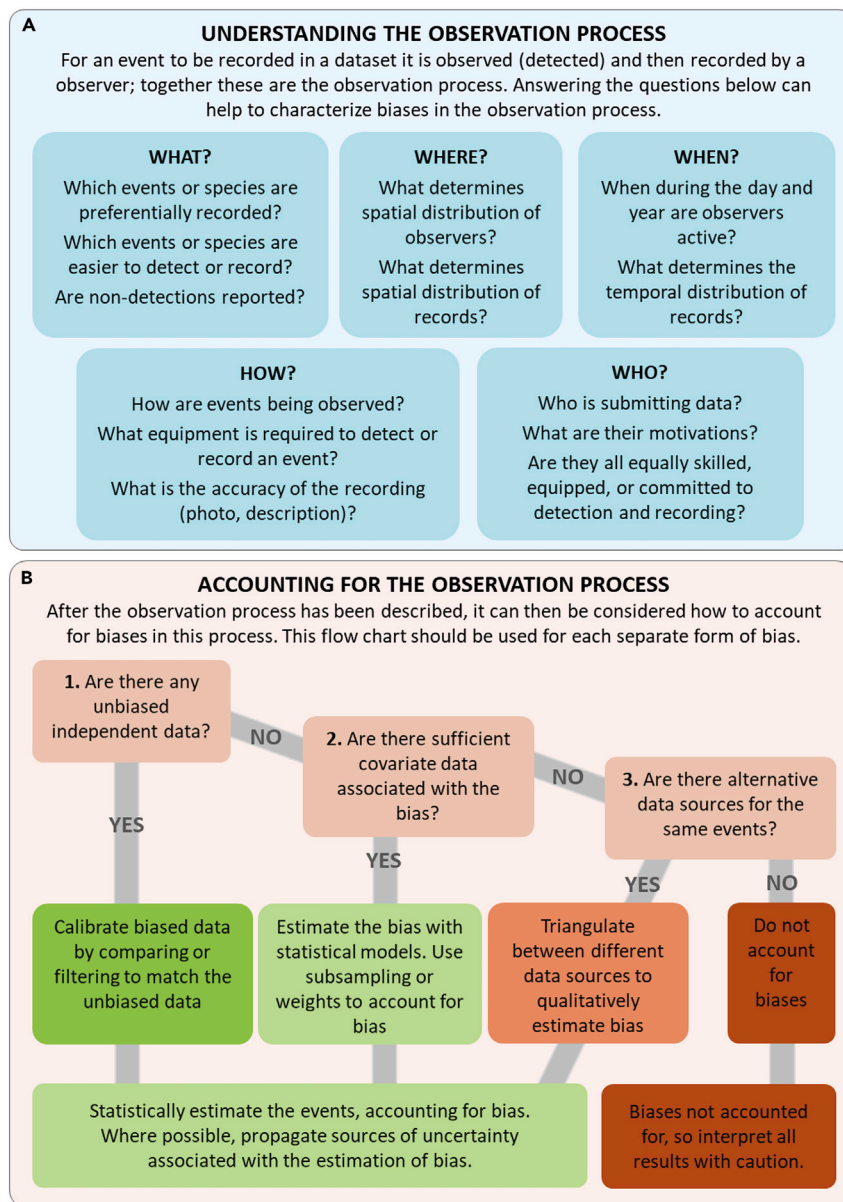 A
UNDERSTANDING THE OBSERVATION PROCESS
For an event to be recorded in a dataset it is observed (detected) and then recorded by a
observer; together these are the observation process. Answering the questions below can
help to characterize biases in the observation process.
WHAT?
Which events or species are
preferentially recorded?
Which events or species are
easier to detect or record?
Are non-detections reported?
WHERE?
What determines
spatial distribution of
observers?
What determines
spatial distribution of
records?
WHEN?
When during the day and
year are observers
active?
What determines the
temporal distribution of
records?
HOW?
How are events being observed?
What equipment is required to detect or
record an event?
What is the accuracy of the recording
(photo, description)?
WHO?
Who is submitting data?
What are their motivations?
Are they all equally skilled,
equipped, or committed to
detection and recording?
B
ACCOUNTING FOR THE OBSERVATION PROCESS
After the observation process has been described, it can then be considered how to account
for biases in this process. This flow chart should be used for each separate form of bias.
1. Are there any
unbiased
independent data?
NO
2. Are there sufficient
covariate data
associated with the
bias?
NO
3. Are there alternative
data sources for the
same events?
YES
YES
YES
NO
Calibrate biased data
by comparing or
filtering to match the
unbiased data
Estimate the bias with
statistical models. Use
subsampling or
weights to account for
bias
Triangulate
between different
data sources to
qualitatively
estimate bias
Do not
account
for
biases
Statistically estimate the events, accounting for bias.
Where possible, propagate sources of uncertainty
associated with the estimation of bias.
Biases not accounted
for, so interpret all
results with caution.